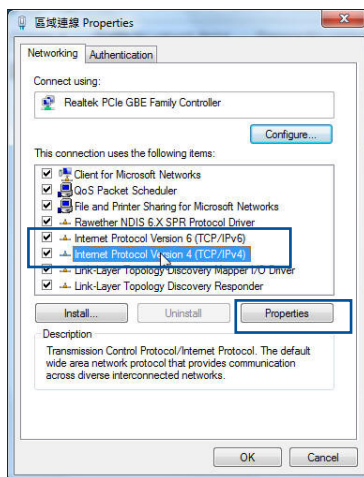 區域連線 Properties
Networking
Authentication
Connect using:
Realtek PCIe GBE Family Controller
Configure...
This connection uses the following items:
Client for Microsoft Networks
QoS Packet Scheduler
File and Printer Sharing for Microsoft Networks
Rawether NDIS 6.X SPR Protocol Driver
Internet Protocol Version 6 (TCP/IPv6)
Internet Protocol Version 4 (TCP/IPv4)
Link-Layer Topology Discovery Mapper I/O Driver
Link-Layer Topology Discovery Responder
Install...
Uninstall
Properties
Description
Transmission Control Protocol/Internet Protocol. The default
wide area network protocol that provides communication
across diverse interconnected networks.
OK
Cancel